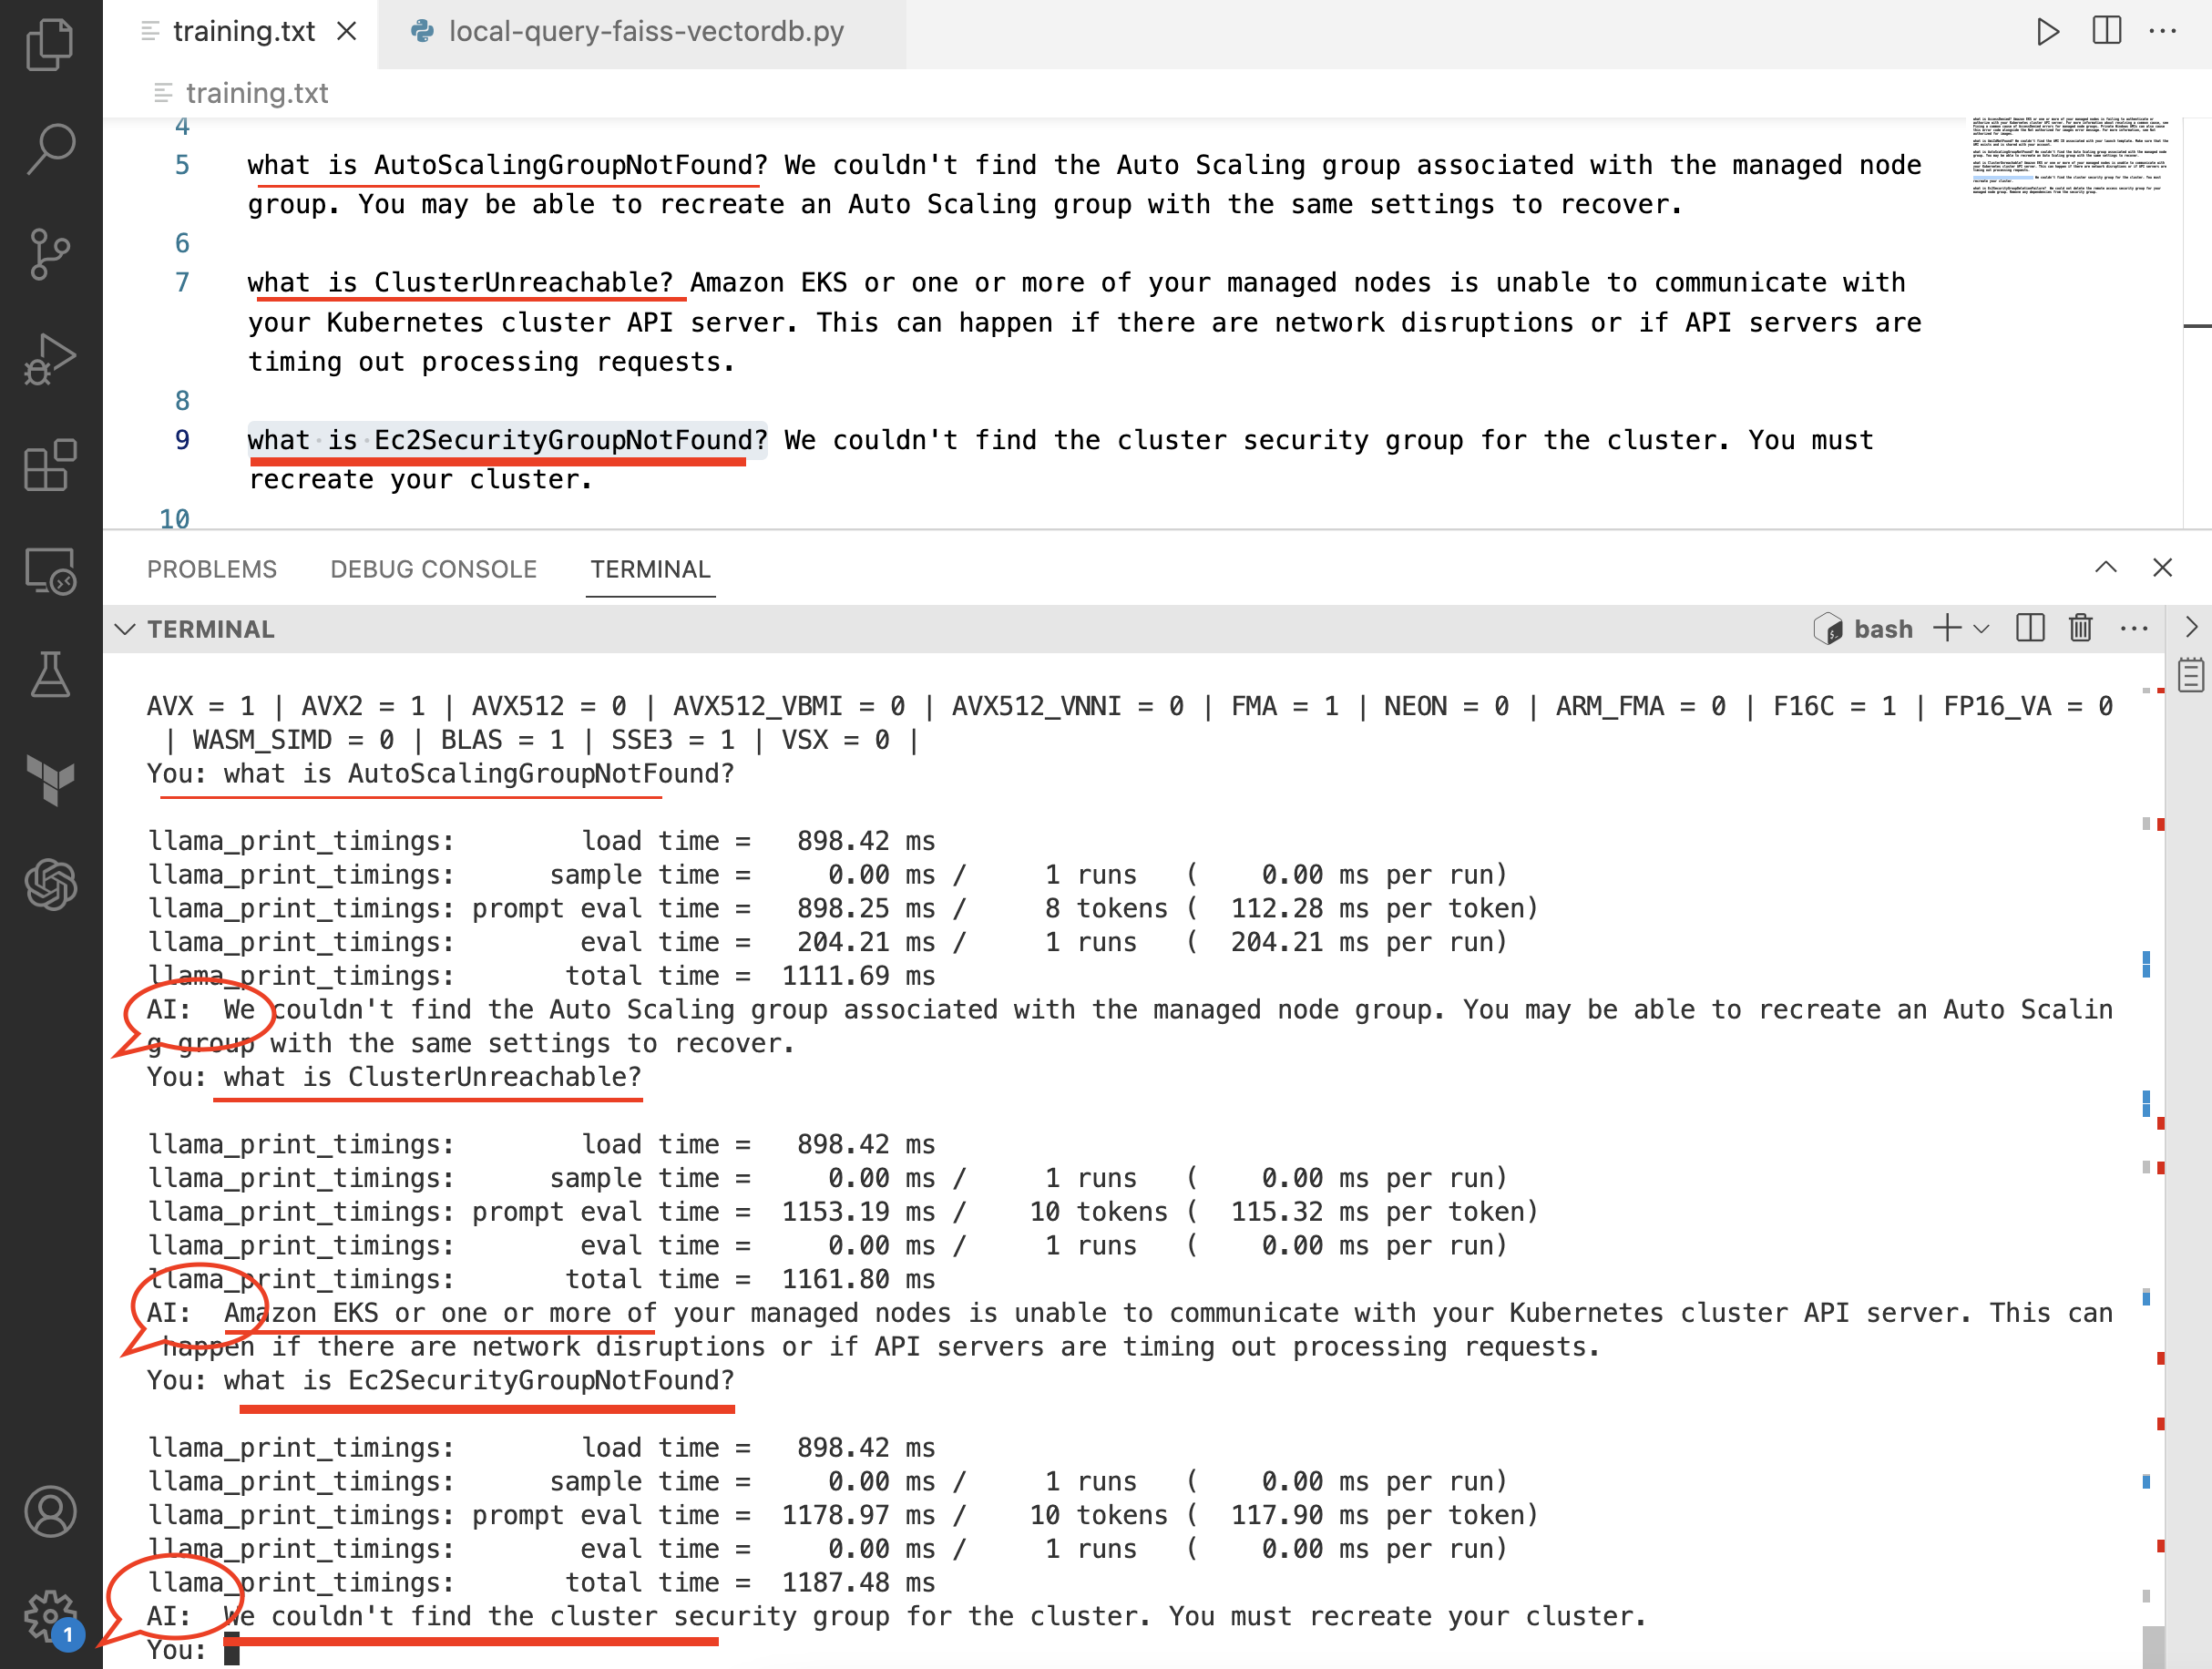 training.txt
local-query-faiss-vectordb.py
training.txt
4
5 what is AutoScalingGroupNotFound? We couldn't find the Auto Scaling group associated with the managed node
group. You may be able to recreate an Auto Scaling group with the same settings to recover.
6
7 what is ClusterUnreachable? Amazon EKS or one or more of your managed nodes is unable to communicate with
your Kubernetes cluster API server. This can happen if there are network disruptions or if API servers are
timing out processing requests.
8
9 what is Ec2SecurityGroupNotFound? We couldn't find the cluster security group for the cluster. You must
recreate your cluster.
10
PROBLEMS DEBUG CONSOLE TERMINAL
TERMINAL
bash
AVX = 1 | AVX2 = 1 | AVX512 = 0 | AVX512_VBMI = 0 | AVX512_VNNI = 0 | FMA = 1 | NEON = 0 | ARM_FMA = 0 | F16C = 1 | FP16_VA = 0
| WASM_SIMD = 0 | BLAS = 1 | SSE3 = 1 | VSX = 0 |
You: what is AutoScalingGroupNotFound?
llama_print_timings:        load time =   898.42 ms
llama_print_timings:      sample time =     0.00 ms /     1 runs   (    0.00 ms per run)
llama_print_timings: prompt eval time =   898.25 ms /     8 tokens (  112.28 ms per token)
llama_print_timings:        eval time =   204.21 ms /     1 runs   (  204.21 ms per run)
llama_print_timings:       total time =  1111.69 ms
AI:  We couldn't find the Auto Scaling group associated with the managed node group. You may be able to recreate an Auto Scalin
g group with the same settings to recover.
You: what is ClusterUnreachable?
llama_print_timings:        load time =   898.42 ms
llama_print_timings:      sample time =     0.00 ms /     1 runs   (    0.00 ms per run)
llama_print_timings: prompt eval time =  1153.19 ms /    10 tokens (  115.32 ms per token)
llama_print_timings:        eval time =     0.00 ms /     1 runs   (    0.00 ms per run)
llama_print_timings:       total time =  1161.80 ms
AI:  Amazon EKS or one or more of your managed nodes is unable to communicate with your Kubernetes cluster API server. This can
happen if there are network disruptions or if API servers are timing out processing requests.
You: what is Ec2SecurityGroupNotFound?
llama_print_timings:        load time =   898.42 ms
llama_print_timings:      sample time =     0.00 ms /     1 runs   (    0.00 ms per run)
llama_print_timings: prompt eval time =  1178.97 ms /    10 tokens (  117.90 ms per token)
llama_print_timings:        eval time =     0.00 ms /     1 runs   (    0.00 ms per run)
llama_print_timings:       total time =  1187.48 ms
AI:  We couldn't find the cluster security group for the cluster. You must recreate your cluster.
1
You: